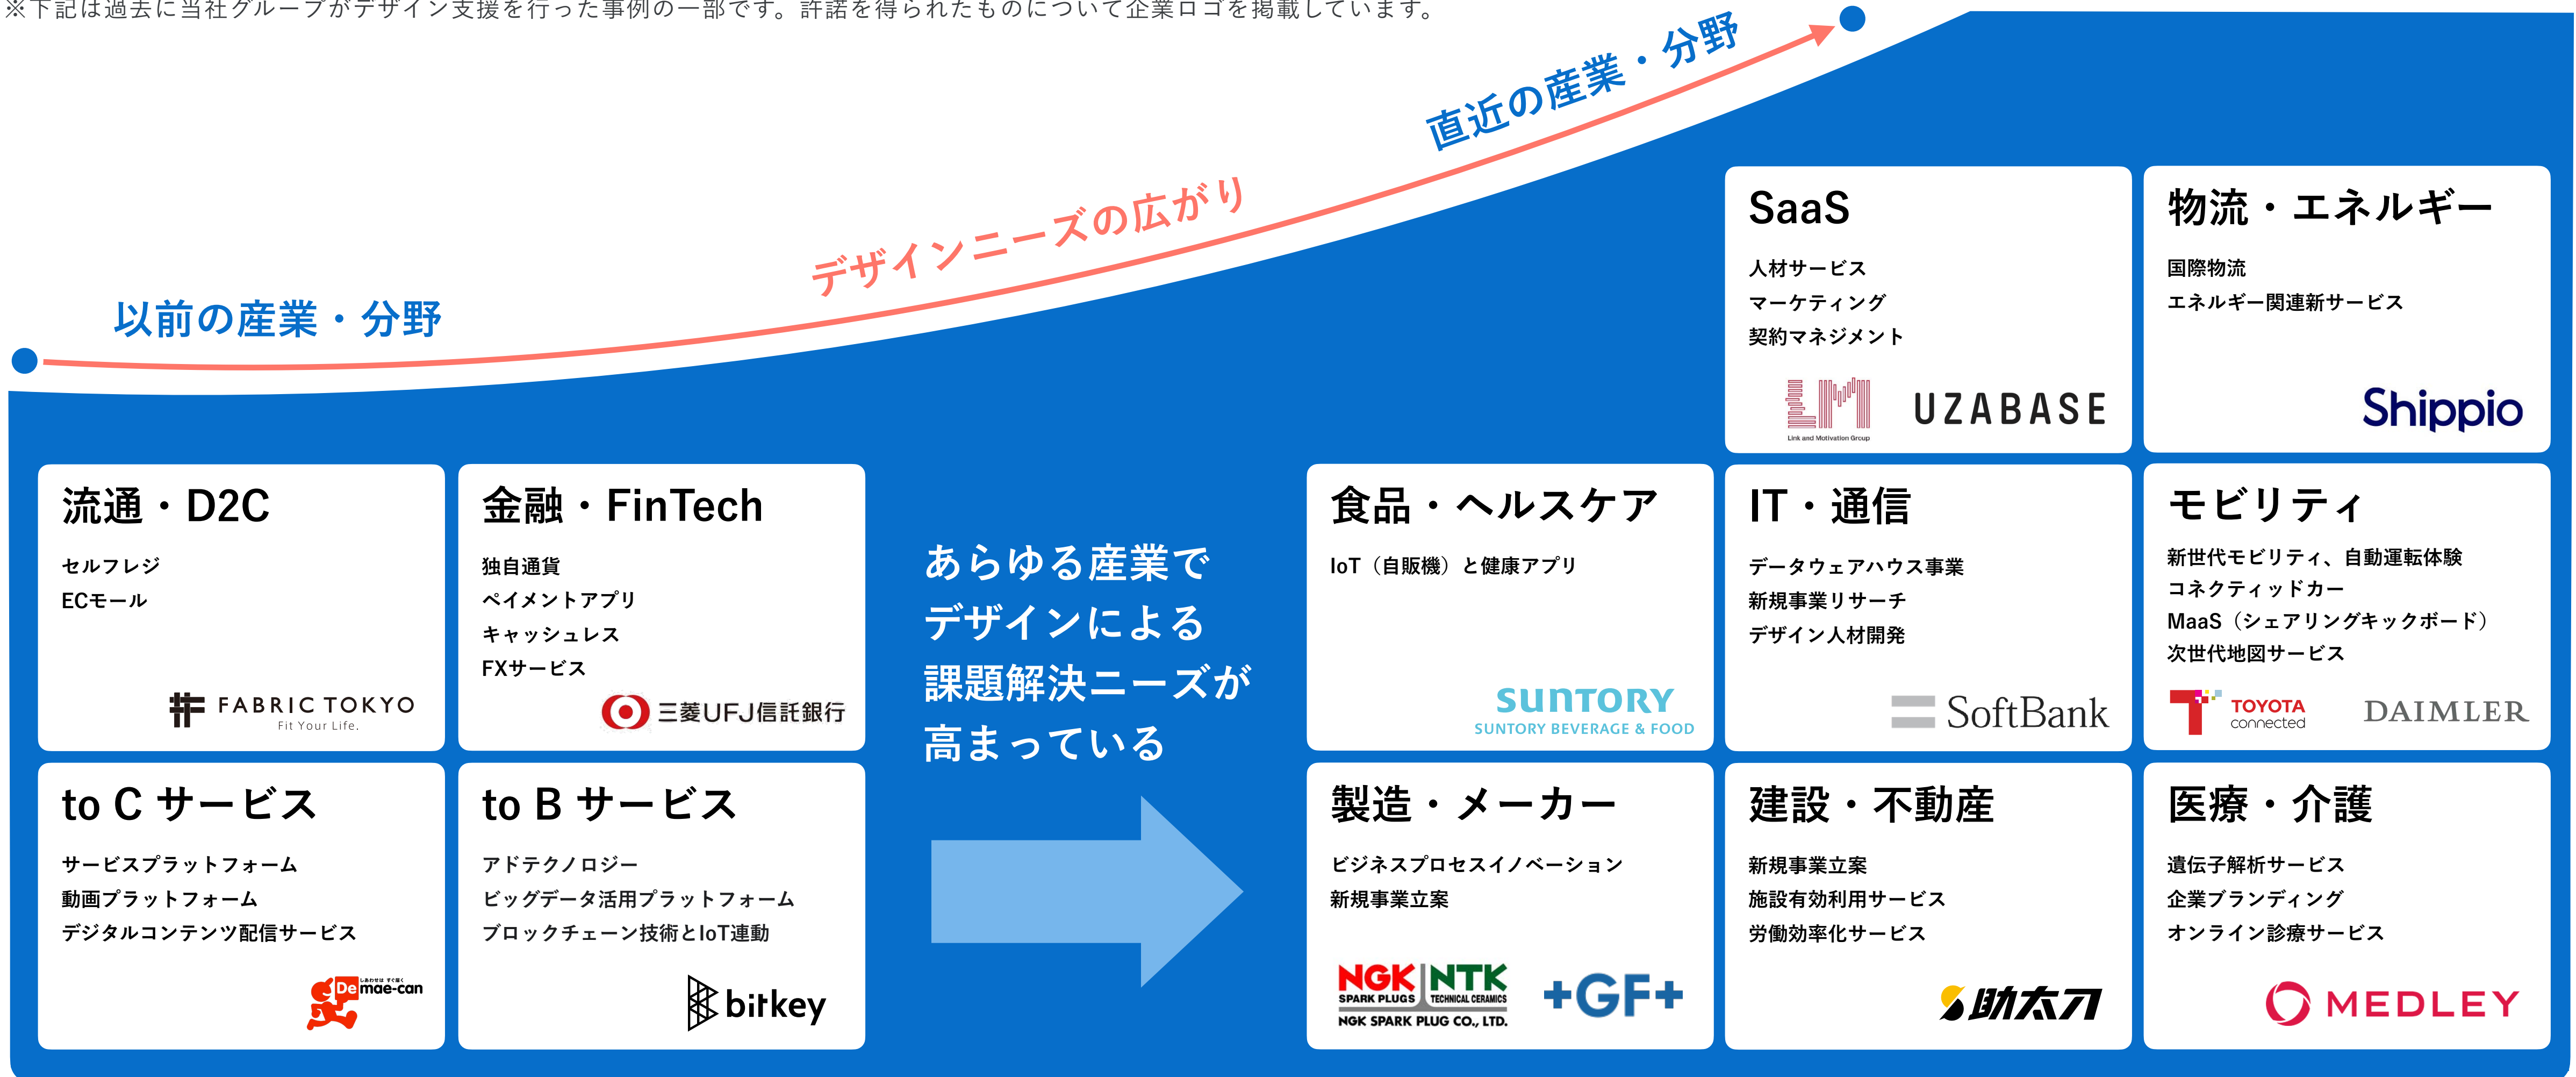 ※下記は過去に当社グループがデザイン支援を行った事例の一部です。許諾を得られたものについて企業ロゴを掲載しています。
以前の産業・分野
デザインニーズの広がり
直近の産業・分野
流通・D2C
セルフレジ
ECモール
FABRIC TOKYO
Fit Your Life.
金融・FinTech
独自通貨
ペイメントアプリ
キャッシュレス
FXサービス
三菱UFJ信託銀行
to C サービス
サービスプラットフォーム
動画プラットフォーム
デジタルコンテンツ配信サービス
しあわせは すぐ届く
Demae-can
to B サービス
アドテクノロジー
ビッグデータ活用プラットフォーム
ブロックチェーン技術とIoT連動
bitkey
あらゆる産業で
デザインによる
課題解決ニーズが
高まっている
SaaS
人材サービス
マーケティング
契約マネジメント
LM
Link and Motivation Group
UZABASE
物流・エネルギー
国際物流
エネルギー関連新サービス
Shippio
食品・ヘルスケア
IoT（自販機）と健康アプリ
SUNTORY
SUNTORY BEVERAGE & FOOD
IT・通信
データウェアハウス事業
新規事業リサーチ
デザイン人材開発
SoftBank
モビリティ
新世代モビリティ、自動運転体験
コネクティッドカー
MaaS（シェアリングキックボード）
次世代地図サービス
T TOYOTA
connected
DAIMLER
製造・メーカー
ビジネスプロセスイノベーション
新規事業立案
NGK NTK
SPARK PLUGS TECHNICAL CERAMICS
NGK SPARK PLUG CO., LTD.
+GF+
建設・不動産
新規事業立案
施設有効利用サービス
労働効率化サービス
助太刀
医療・介護
遺伝子解析サービス
企業ブランディング
オンライン診療サービス
MEDLEY